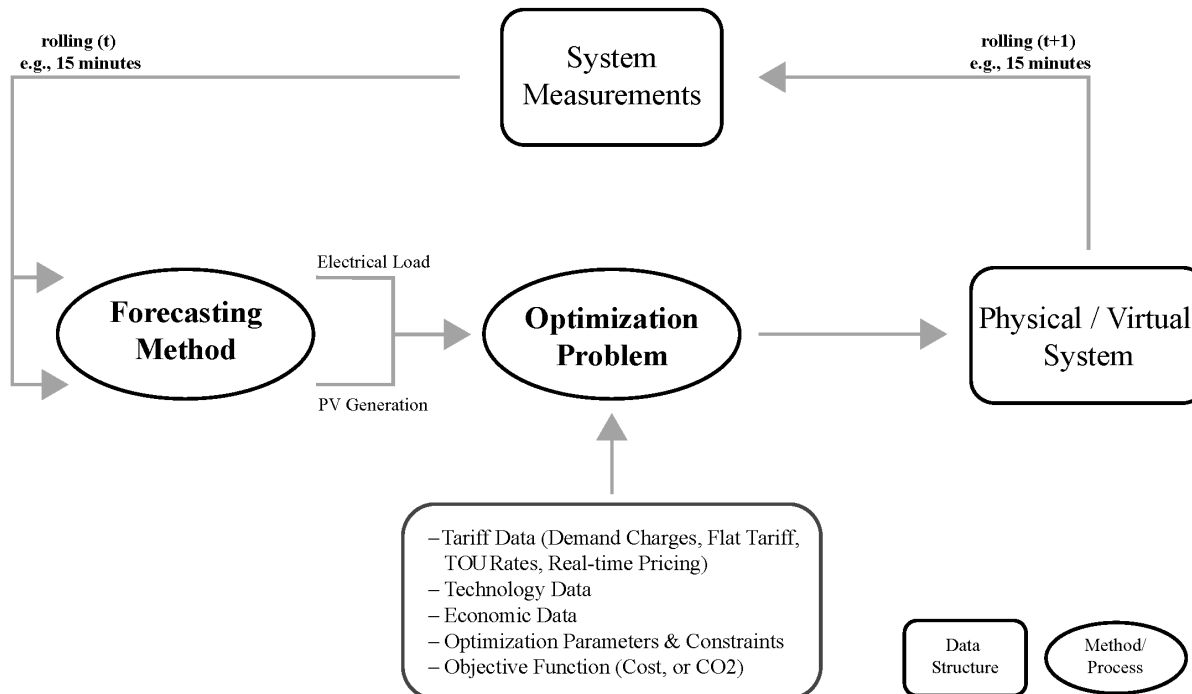 rolling (t)
e.g., 15 minutes
System
Measurements
rolling (t+1)
e.g., 15 minutes
Electrical Load
Forecasting
Method
PV Generation
Optimization
Problem
Physical / Virtual
System
– Tariff Data (Demand Charges, Flat Tariff,
TOU Rates, Real-time Pricing)
– Technology Data
– Economic Data
– Optimization Parameters & Constraints
– Objective Function (Cost, or CO2)
Data
Structure
Method/
Process